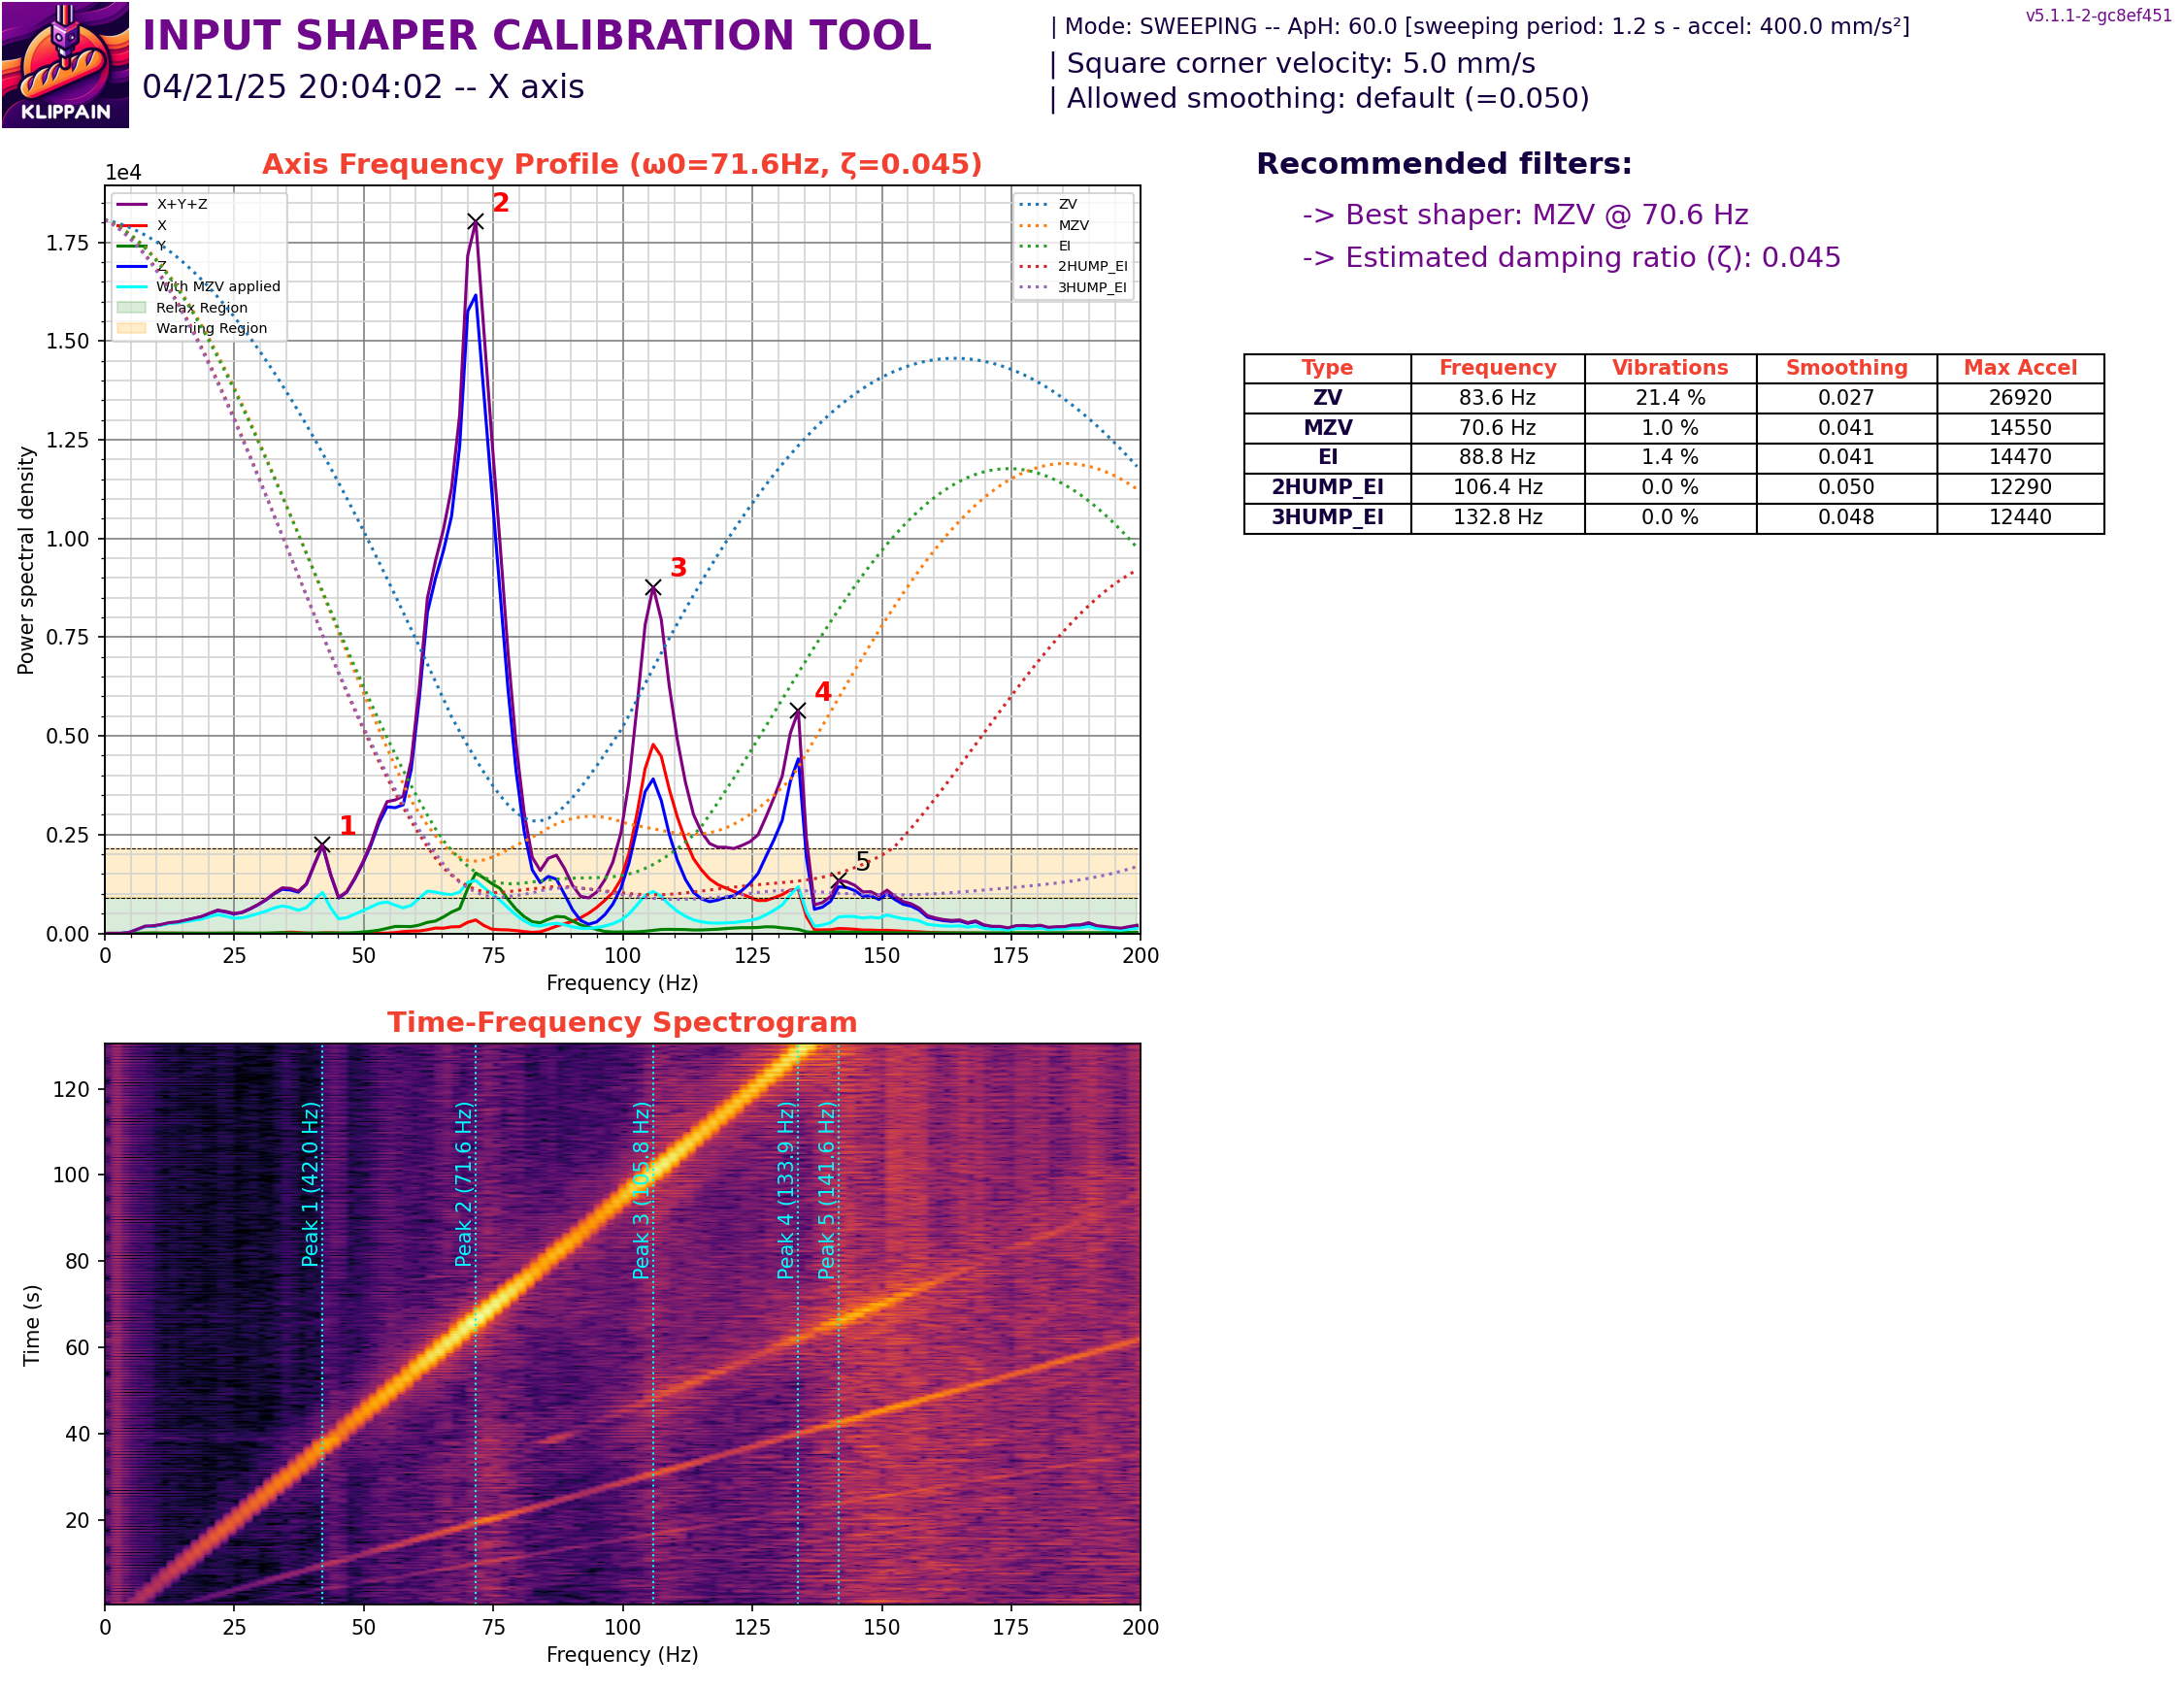 KLIPPAIN
INPUT SHAPER CALIBRATION TOOL
04/21/25 20:04:02 -- X axis
| Mode: SWEEPING -- ApH: 60.0 [sweeping period: 1.2 s - accel: 400.0 mm/s²]
| Square corner velocity: 5.0 mm/s
| Allowed smoothing: default (=0.050)
v5.1.1-2-gc8ef451
Axis Frequency Profile (ω0=71.6Hz, ζ=0.045)
1e4
1.75
1.50
1.25
1.00
0.75
0.50
0.25
0.00
Power spectral density
X+Y+Z
X
Y
Z
With MZV applied
Relax Region
Warning Region
ZV
MZV
EI
2HUMP_EI
3HUMP_EI
1
2
3
4
5
0 25 50 75 100 125 150 175 200
Frequency (Hz)
Recommended filters:
-> Best shaper: MZV @ 70.6 Hz
-> Estimated damping ratio (ζ): 0.045
Type Frequency Vibrations Smoothing Max Accel
ZV 83.6 Hz 21.4 % 0.027 26920
MZV 70.6 Hz 1.0 % 0.041 14550
EI 88.8 Hz 1.4 % 0.041 14470
2HUMP_EI 106.4 Hz 0.0 % 0.050 12290
3HUMP_EI 132.8 Hz 0.0 % 0.048 12440
Time-Frequency Spectrogram
120
100
80
60
40
20
Time (s)
Peak 1 (42.0 Hz)
Peak 2 (71.6 Hz)
Peak 3 (105.8 Hz)
Peak 4 (133.9 Hz)
Peak 5 (141.6 Hz)
0 25 50 75 100 125 150 175 200
Frequency (Hz)